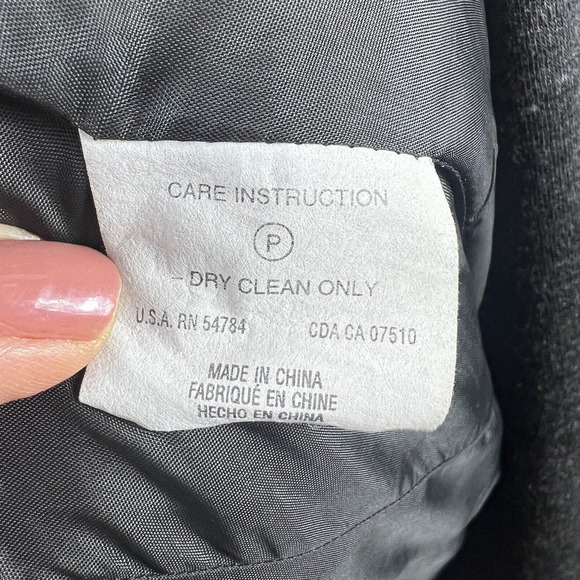 CARE INSTRUCTION
P
- DRY CLEAN ONLY
U.S.A. RN 54784 CDA CA 07510
MADE IN CHINA
FABRIQUÉ EN CHINE
HECHO EN CHINA